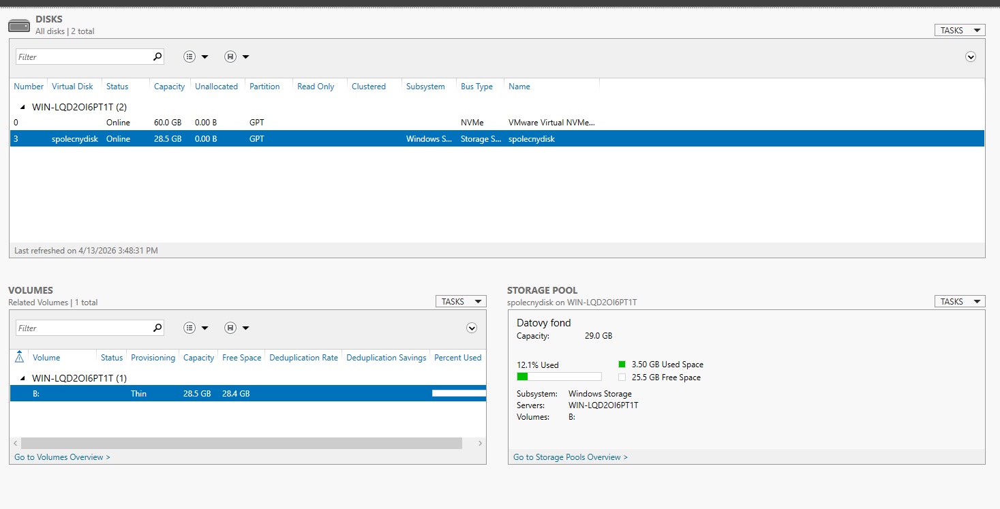 DISKS
All disks | 2 total
TASKS
Filter
Number Virtual Disk Status Capacity Unallocated Partition Read Only Clustered Subsystem Bus Type Name
WIN-LQD2OI6PT1T (2)
0 Online 60.0 GB 0.00 B GPT NVMe VMware Virtual NVMe...
3 spolecnydisk Online 28.5 GB 0.00 B GPT Windows S... Storage S... spolecnydisk
Last refreshed on 4/13/2026 3:48:31 PM
VOLUMES
Related Volumes | 1 total
TASKS
Filter
Volume Status Provisioning Capacity Free Space Deduplication Rate Deduplication Savings Percent Used
WIN-LQD2OI6PT1T (1)
B: Thin 28.5 GB 28.4 GB
Go to Volumes Overview >
STORAGE POOL
spolecnydisk on WIN-LQD2OI6PT1T
TASKS
Datovy fond
Capacity: 29.0 GB
12.1% Used
3.50 GB Used Space
25.5 GB Free Space
Subsystem: Windows Storage
Servers: WIN-LQD2OI6PT1T
Volumes: B:
Go to Storage Pools Overview >